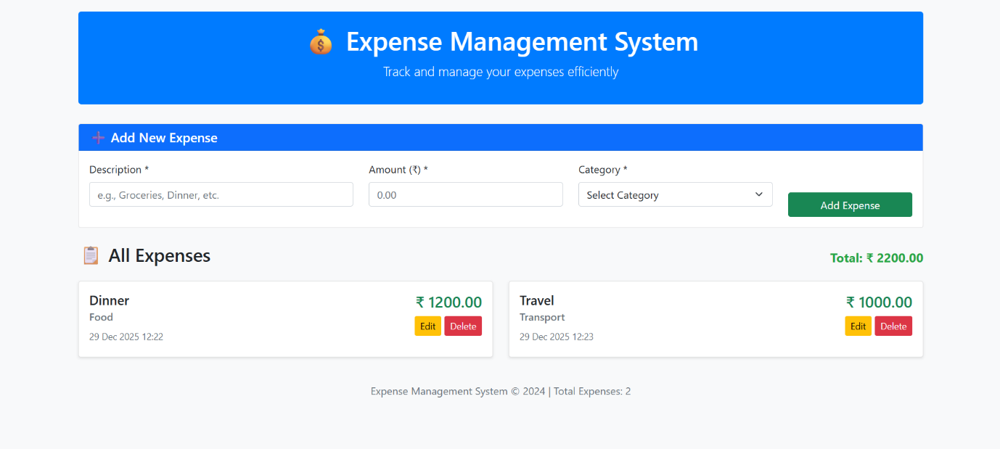 Expense Management System
Track and manage your expenses efficiently
Add New Expense
Description *
Amount (₹) *
Category *
e.g., Groceries, Dinner, etc.
0.00
Select Category
Add Expense
All Expenses
Total: ₹ 2200.00
Dinner
₹ 1200.00
Food
Edit
Delete
29 Dec 2025 12:22
Travel
₹ 1000.00
Transport
Edit
Delete
29 Dec 2025 12:23
Expense Management System © 2024 | Total Expenses: 2